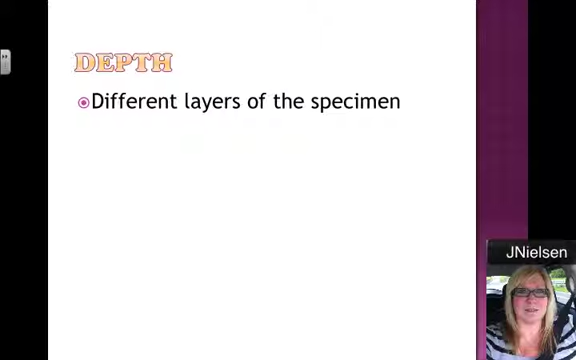 DEPTH
Different layers of the specimen
JNielsen